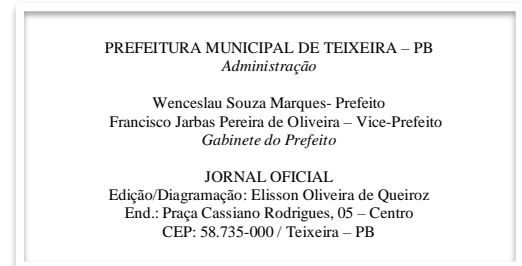 PREFEITURA MUNICIPAL DE TEIXEIRA – PB
Administração
Wenceslau Souza Marques- Prefeito
Francisco Jarbas Pereira de Oliveira – Vice-Prefeito
Gabinete do Prefeito
JORNAL OFICIAL
Edição/Diagramação: Elisson Oliveira de Queiroz
End.: Praça Cassiano Rodrigues, 05 – Centro
CEP: 58.735-000 / Teixeira – PB